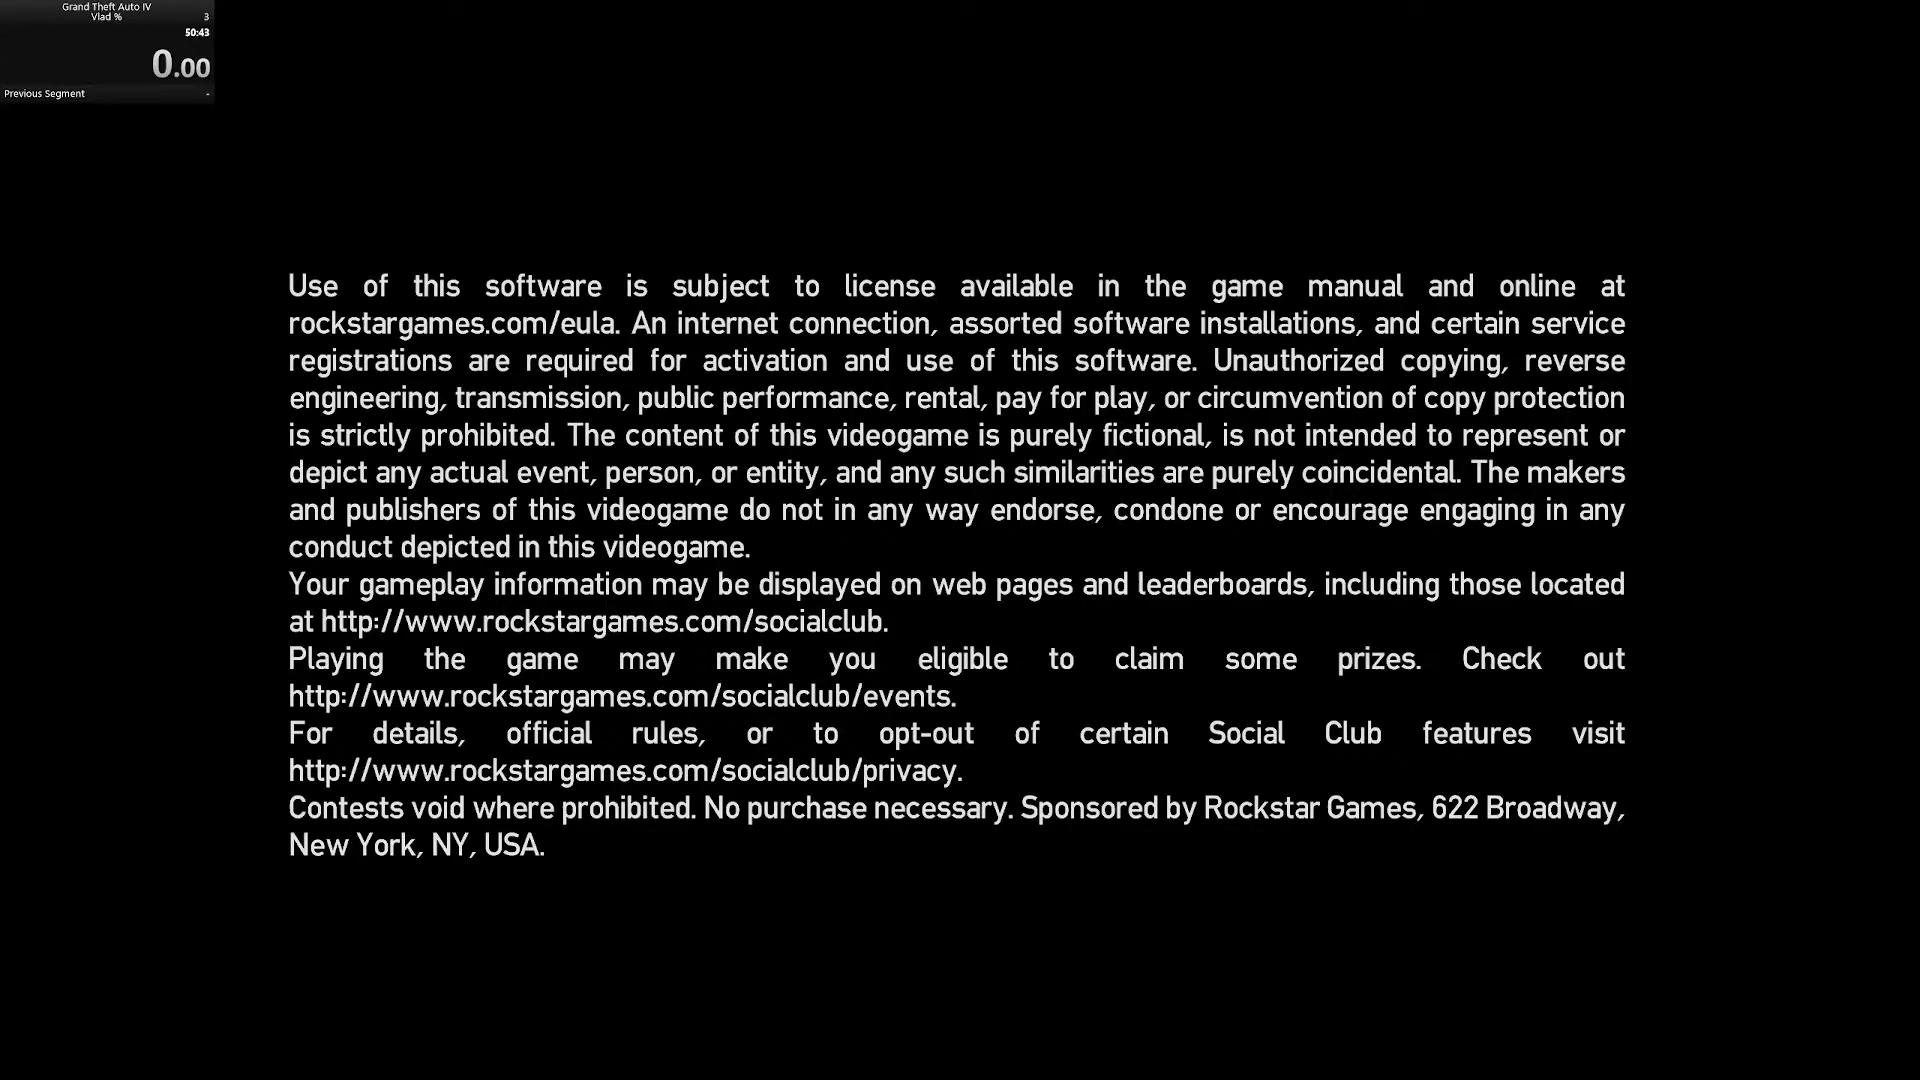 Grand Theft Auto IV
Vlad %
3
50:43
0.00
Previous Segment
-
Use of this software is subject to license available in the game manual and online at
rockstargames.com/eula. An internet connection, assorted software installations, and certain service
registrations are required for activation and use of this software. Unauthorized copying, reverse
engineering, transmission, public performance, rental, pay for play, or circumvention of copy protection
is strictly prohibited. The content of this videogame is purely fictional, is not intended to represent or
depict any actual event, person, or entity, and any such similarities are purely coincidental. The makers
and publishers of this videogame do not in any way endorse, condone or encourage engaging in any
conduct depicted in this videogame.
Your gameplay information may be displayed on web pages and leaderboards, including those located
at http://www.rockstargames.com/socialclub.
Playing the game may make you eligible to claim some prizes. Check out
http://www.rockstargames.com/socialclub/events.
For details, official rules, or to opt-out of certain Social Club features visit
http://www.rockstargames.com/socialclub/privacy.
Contests void where prohibited. No purchase necessary. Sponsored by Rockstar Games, 622 Broadway,
New York, NY, USA.